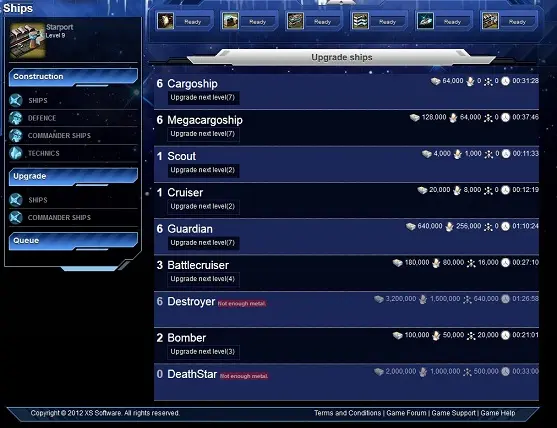 Ships
Starport
Level 9
Construction
SHIPS
DEFENCE
COMMANDER SHIPS
TECHNICS
Upgrade
SHIPS
COMMANDER SHIPS
Queue
Ready Ready Ready Ready Ready Ready
Upgrade ships
6 Cargoship 64,000 0 0 00:31:28
Upgrade next level(7)
6 Megacargoship 128,000 64,000 0 00:37:46
Upgrade next level(7)
1 Scout 4,000 1,000 0 00:11:33
Upgrade next level(2)
1 Cruiser 20,000 8,000 0 00:12:19
Upgrade next level(2)
6 Guardian 640,000 256,000 0 01:10:24
Upgrade next level(7)
3 Battlecruiser 180,000 80,000 16,000 00:27:10
Upgrade next level(4)
6 Destroyer Not enough metal. 3,200,000 1,600,000 640,000 01:26:58
2 Bomber 100,000 50,000 20,000 00:21:01
Upgrade next level(3)
0 DeathStar Not enough metal. 2,000,000 1,000,000 500,000 00:33:00
Copyright © 2012 XS Software. All rights reserved. Terms and Conditions | Game Forum | Game Support | Game Help